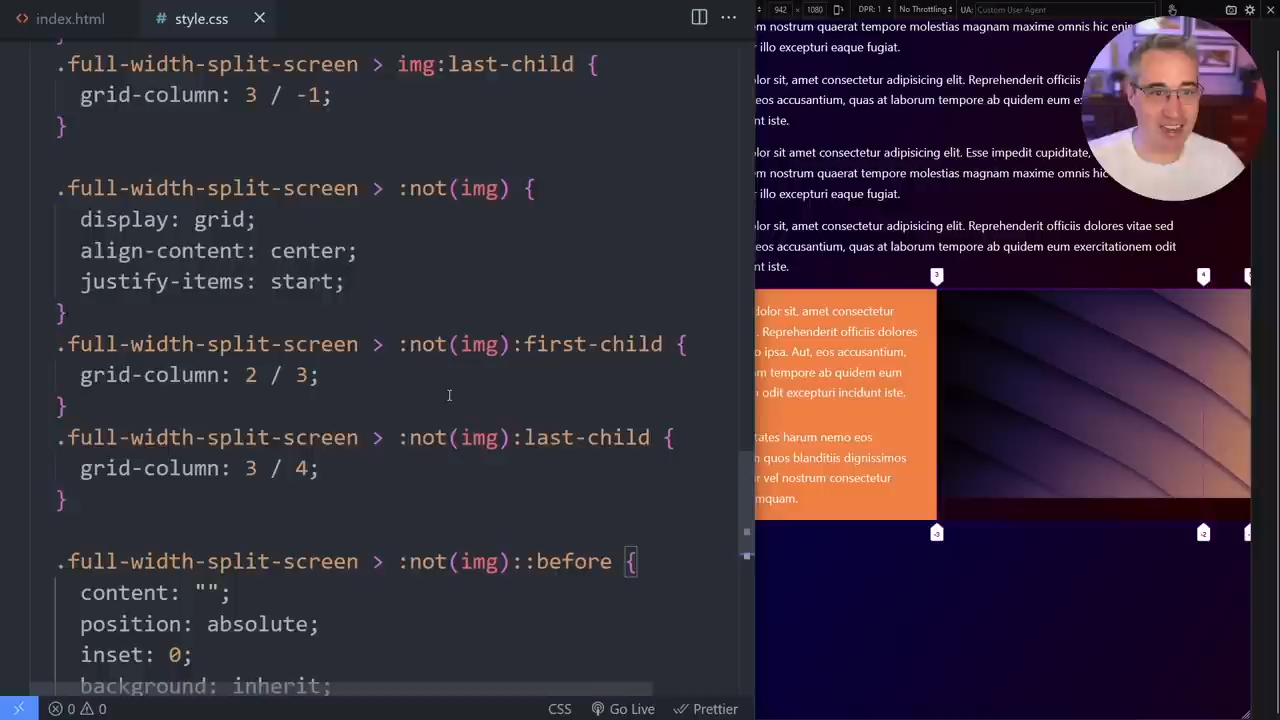 index.html
# style.css
942 × 1080 DPR: 1 No Throttling UA: Custom User Agent
}
.full-width-split-screen > img:last-child {
grid-column: 3 / -1;
}
.full-width-split-screen > :not(img) {
display: grid;
align-content: center;
justify-items: start;
}
.full-width-split-screen > :not(img):first-child {
grid-column: 2 / 3;
}
.full-width-split-screen > :not(img):last-child {
grid-column: 3 / 4;
}
.full-width-split-screen > :not(img)::before {
content: "";
position: absolute;
inset: 0;
background: inherit;
0 0 CSS Go Live Prettier
m nostrum quaerat tempore molestias magnam maxime omnis hic
r illo excepturi eaque fugiat.
olor sit, amet consectetur adipisicing elit. Reprehenderit officiis
eos accusantium, quas at laborum tempore ab quidem eum
nt iste.
olor sit amet consectetur adipisicing elit. Esse impedit cupiditate,
m nostrum quaerat tempore molestias magnam maxime omnis hic
r illo excepturi eaque fugiat.
olor sit, amet consectetur adipisicing elit. Reprehenderit officiis dolores vitae sed
eos accusantium, quas at laborum tempore ab quidem eum exercitationem odit
nt iste.
3 4
dolor sit, amet consectetur
. Reprehenderit officiis dolores
o ipsa. Aut, eos accusantium,
m tempore ab quidem eum
n odit excepturi incidunt iste.
tates harum nemo eos
m quos blanditiis dignissimos
ir vel nostrum consectetur
mquam.
-3 -2